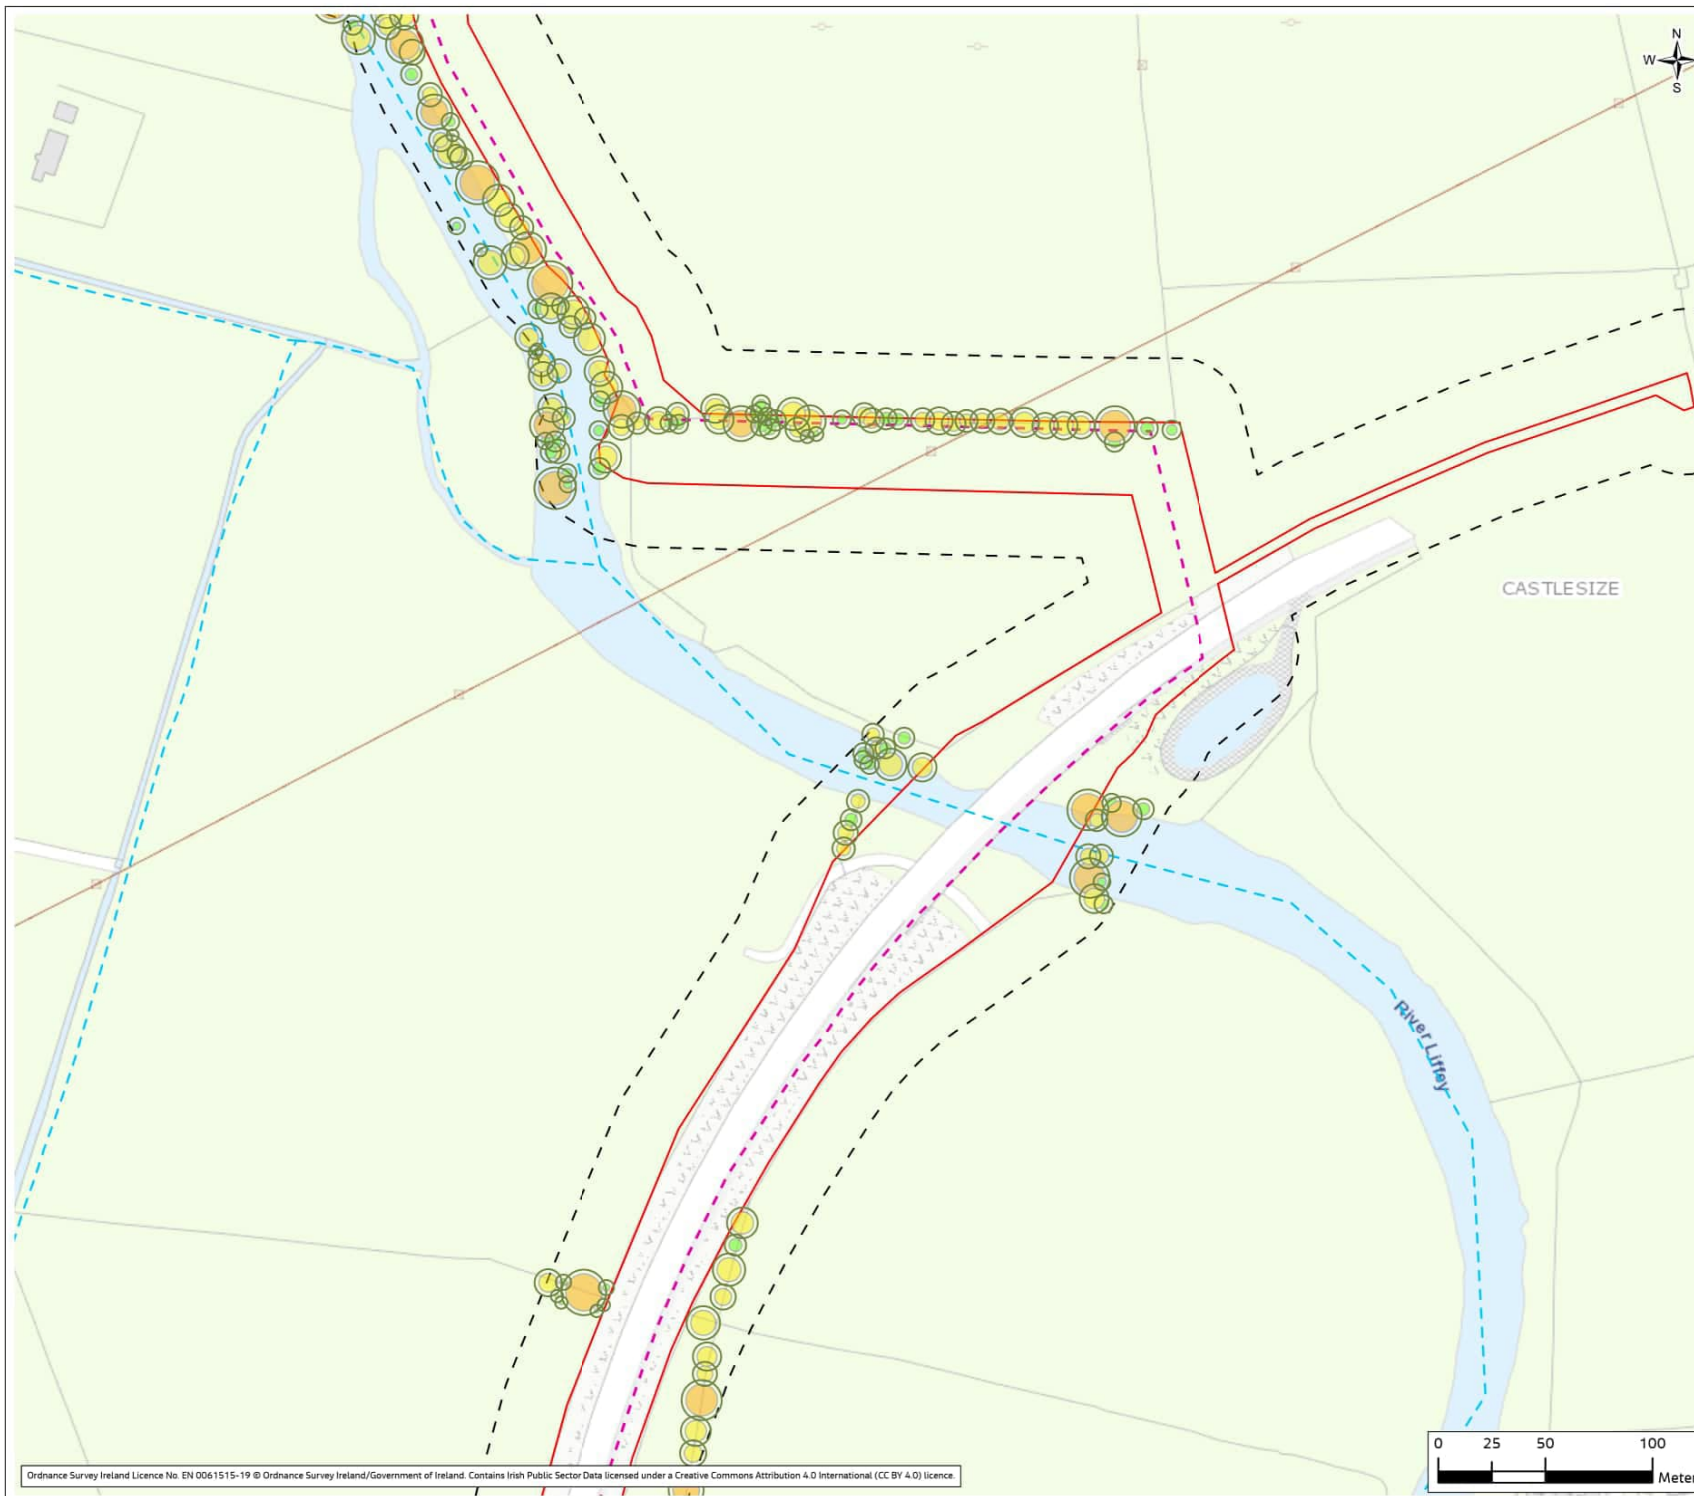 N
W
S
CASTLESIZE
River Liffey
0 25 50 100
Meter
Ordnance Survey Ireland Licence No. EN 0061515-19 © Ordnance Survey Ireland/Government of Ireland. Contains Irish Public Sector Data licensed under a Creative Commons Attribution 4.0 International (CC BY 4.0) licence.